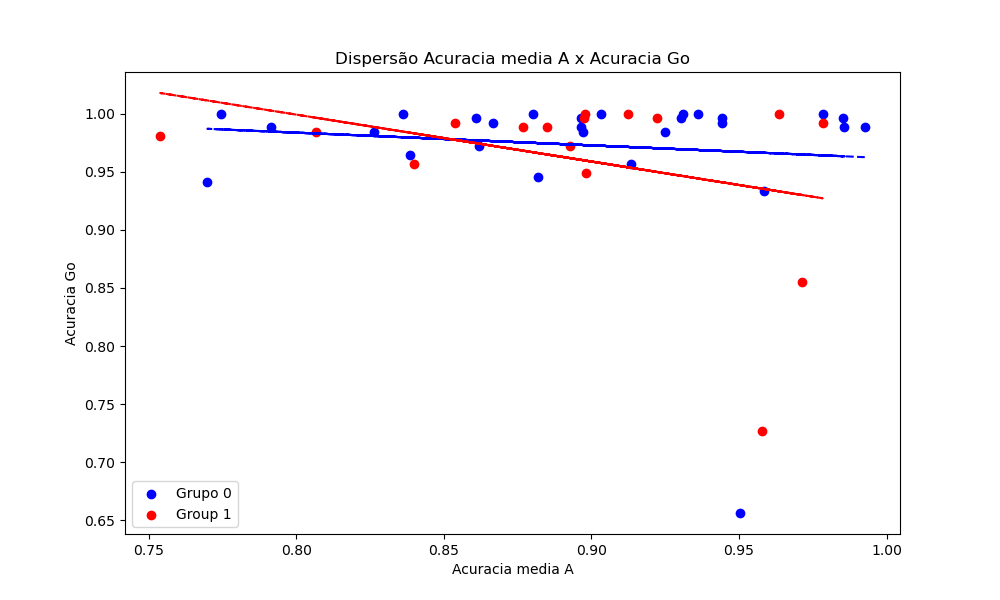 Dispersão Acuracia media A x Acuracia Go
1.00
0.95
0.90
0.85
0.80
0.75
0.70
0.65
Acuracia Go
Grupo 0
Group 1
0.75 0.80 0.85 0.90 0.95 1.00
Acuracia media A